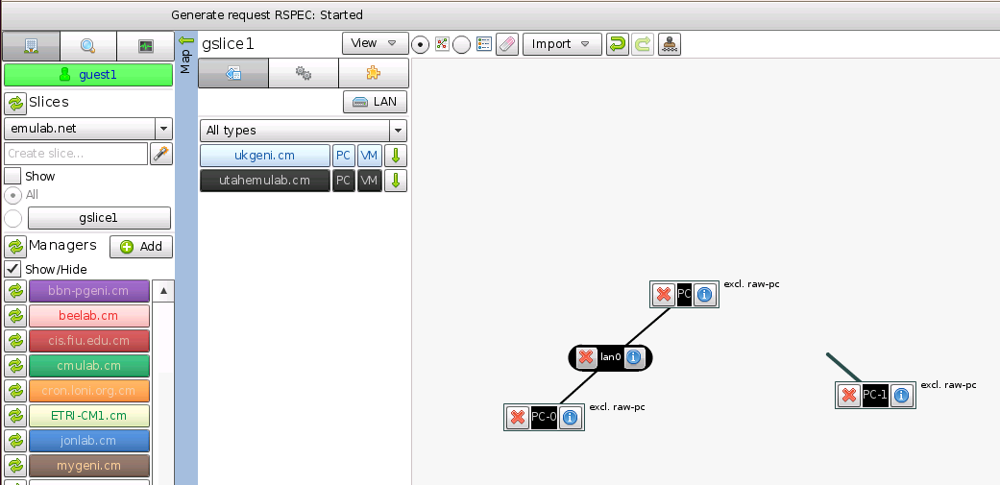 Generate request RSPEC: Started
guest1
Slices
emulab.net
Create slice...
Show
All
gslice1
Managers
Add
Show/Hide
bbn-pgeni.cm
beelab.cm
cis.fiu.edu.cm
cmulab.cm
cron.loni.org.cm
ETRI-CM1.cm
jonlab.cm
mygeni.cm
Map
gslice1
View
Import
LAN
All types
ukgeni.cm PC VM
utahemulab.cm PC VM
PC
excl. raw-pc
lan0
PC-0
excl. raw-pc
PC-1
excl. raw-pc